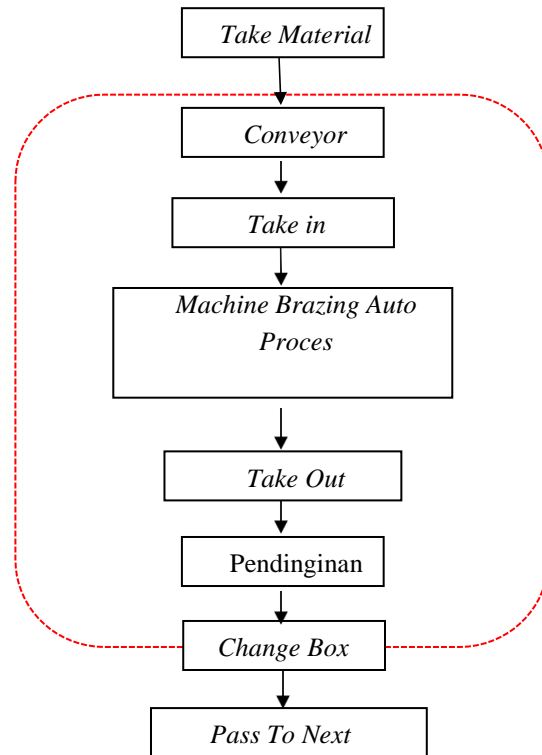 Take Material
Conveyor
Take in
Machine Brazing Auto
Proces
Take Out
Pendinginan
Change Box
Pass To Next